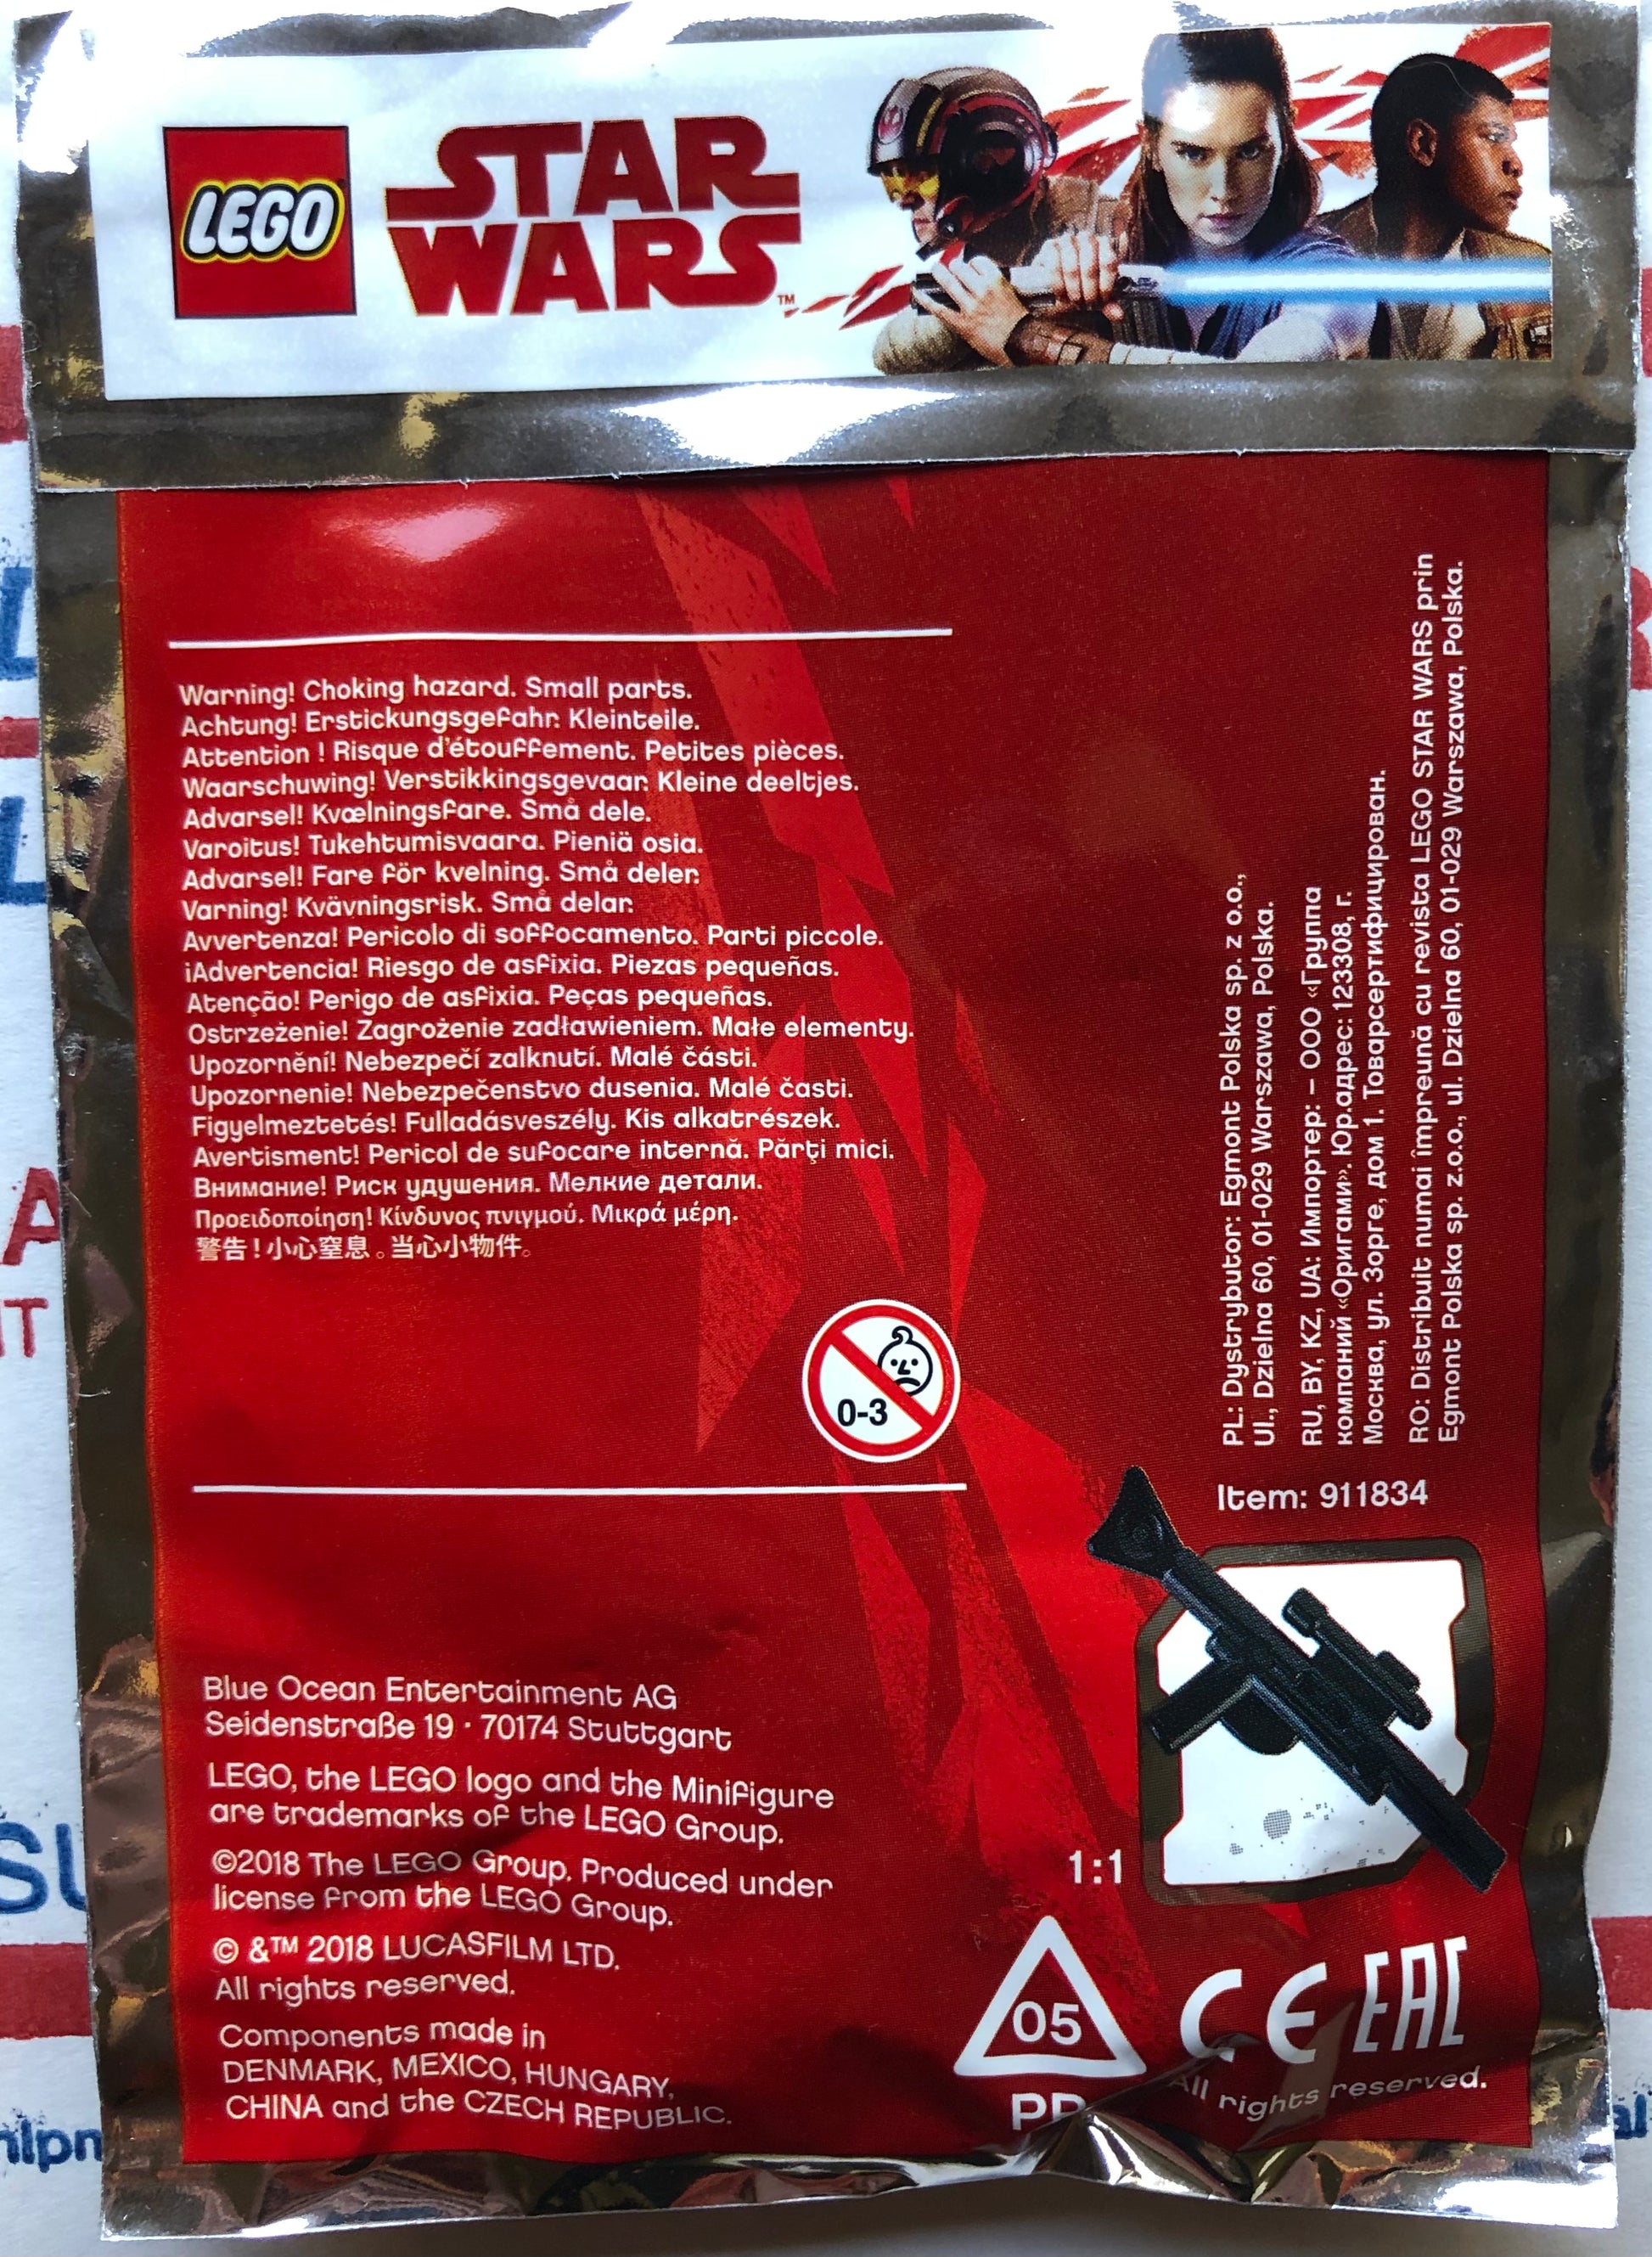 LEGO
STAR
WARS™
Warning! Choking hazard. Small parts.
Achtung! Erstickungsgefahr. Kleinteile.
Attention ! Risque d'étouffement. Petites pièces.
Waarschuwing! Verstikkingsgevaar. Kleine deeltjes.
Advarsel! Kvælningsfare. Små dele.
Varoitus! Tukehtumisvaara. Pieniä osia.
Advarsel! Fare för kvelning. Små deler.
Varning! Kvävningsrisk. Små delar.
Avvertenza! Pericolo di soffocamento. Parti piccole.
¡Advertencia! Riesgo de asfixia. Piezas pequeñas.
Atenção! Perigo de asfixia. Peças pequeñas.
Ostrzeżenie! Zagrożenie zadławieniem. Małe elementy.
Upozornění! Nebezpečí zalknutí. Malé části.
Upozornenie! Nebezpečenstvo dusenia. Malé časti.
Figyelmeztetés! Fulladásveszély. Kis alkatrészek.
Avertisment! Pericol de sufocare internă. Părţi mici.
Внимание! Риск удушения. Мелкие детали.
Προειδοποίηση! Κίνδυνος πνιγμού. Μικρά μέρη.
警告！小心窒息。当心小物件。
0-3
PL: Dystrybutor: Egmont Polska sp. z o.o.,
Ul., Dzielna 60, 01-029 Warszawa, Polska.
RU, BY, KZ, UA: Импортер: – ООО «Группа
компаний «Оригами». Юр.адрес: 123308, г.
Москва, ул. Зорге, дом 1. Товарсертифицирован.
RO: Distribuit numai împreună cu revista LEGO STAR WARS prin
Egmont Polska sp. z.o.o., ul. Dzielna 60, 01-029 Warszawa, Polska.
Item: 911834
1:1
Blue Ocean Entertainment AG
Seidenstraße 19 · 70174 Stuttgart
LEGO, the LEGO logo and the Minifigure
are trademarks of the LEGO Group.
©2018 The LEGO Group. Produced under
license from the LEGO Group.
© &™ 2018 LUCASFILM LTD.
All rights reserved.
Components made in
DENMARK, MEXICO, HUNGARY,
CHINA and the CZECH REPUBLIC.
05
PP
CE EAC
All rights reserved.